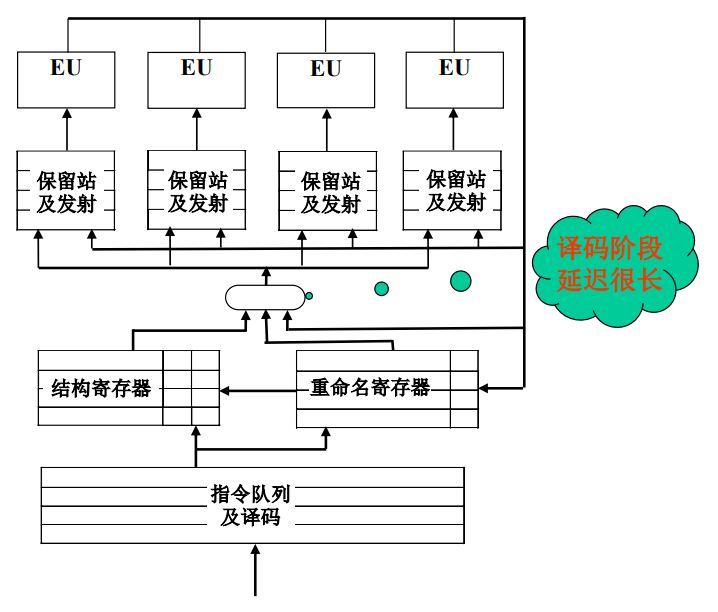 EU
EU
EU
EU
保留站
及发射
保留站
及发射
保留站
及发射
保留站
及发射
译码阶段
延迟很长
结构寄存器
重命名寄存器
指令队列
及译码